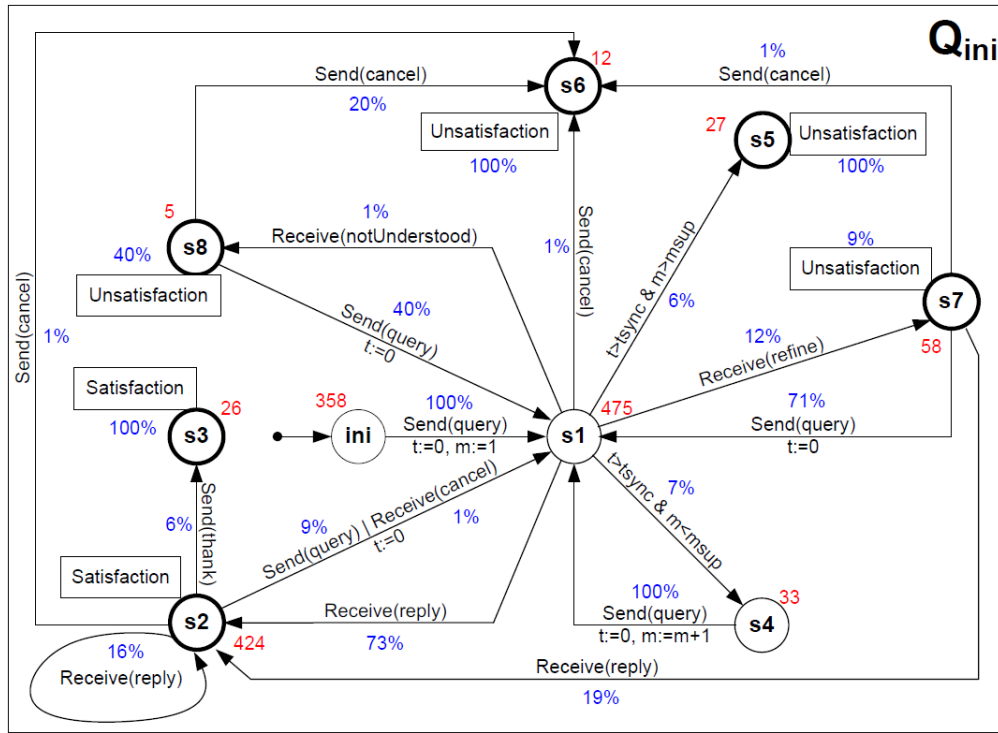 Qini
12
1%
Send(cancel)
Send(cancel)
s6
20%
27
Unsatisfaction
100%
s5
Unsatisfaction
100%
5
1%
Receive(notUnderstood)
s8
40%
Unsatisfaction
Send(cancel)
1%
t>tsync & m>msup
6%
9%
Unsatisfaction
s7
58
Send(cancel)
1%
40%
Send(query)
t:=0
12%
Receive(refine)
Satisfaction
100%
s3
26
358
ini
100%
Send(query)
t:=0, m:=1
s1
475
71%
Send(query)
t:=0
Send(thank)
6%
9%
Send(query) | Receive(cancel)
t:=0
1%
t>tsync & m<msup
7%
Satisfaction
s2
424
Receive(reply)
73%
100%
Send(query)
t:=0, m:=m+1
33
s4
16%
Receive(reply)
Receive(reply)
19%